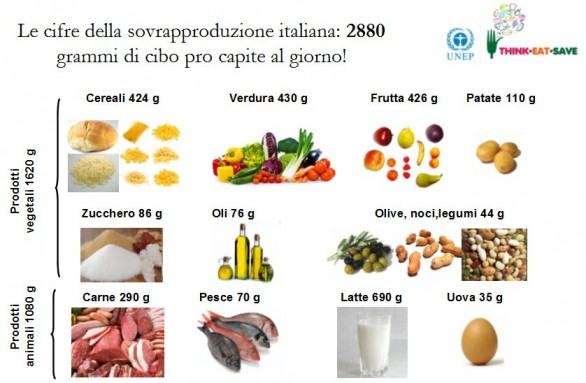 Le cifre della sovrapproduzione italiana: 2880
grammi di cibo pro capite al giorno!
UNEP
THINK•EAT•SAVE
Prodotti
vegetali 1620 g
Cereali 424 g
Verdura 430 g
Frutta 426 g
Patate 110 g
Zucchero 86 g
Oli 76 g
Olive, noci,legumi 44 g
Prodotti
animali 1080 g
Carne 290 g
Pesce 70 g
Latte 690 g
Uova 35 g